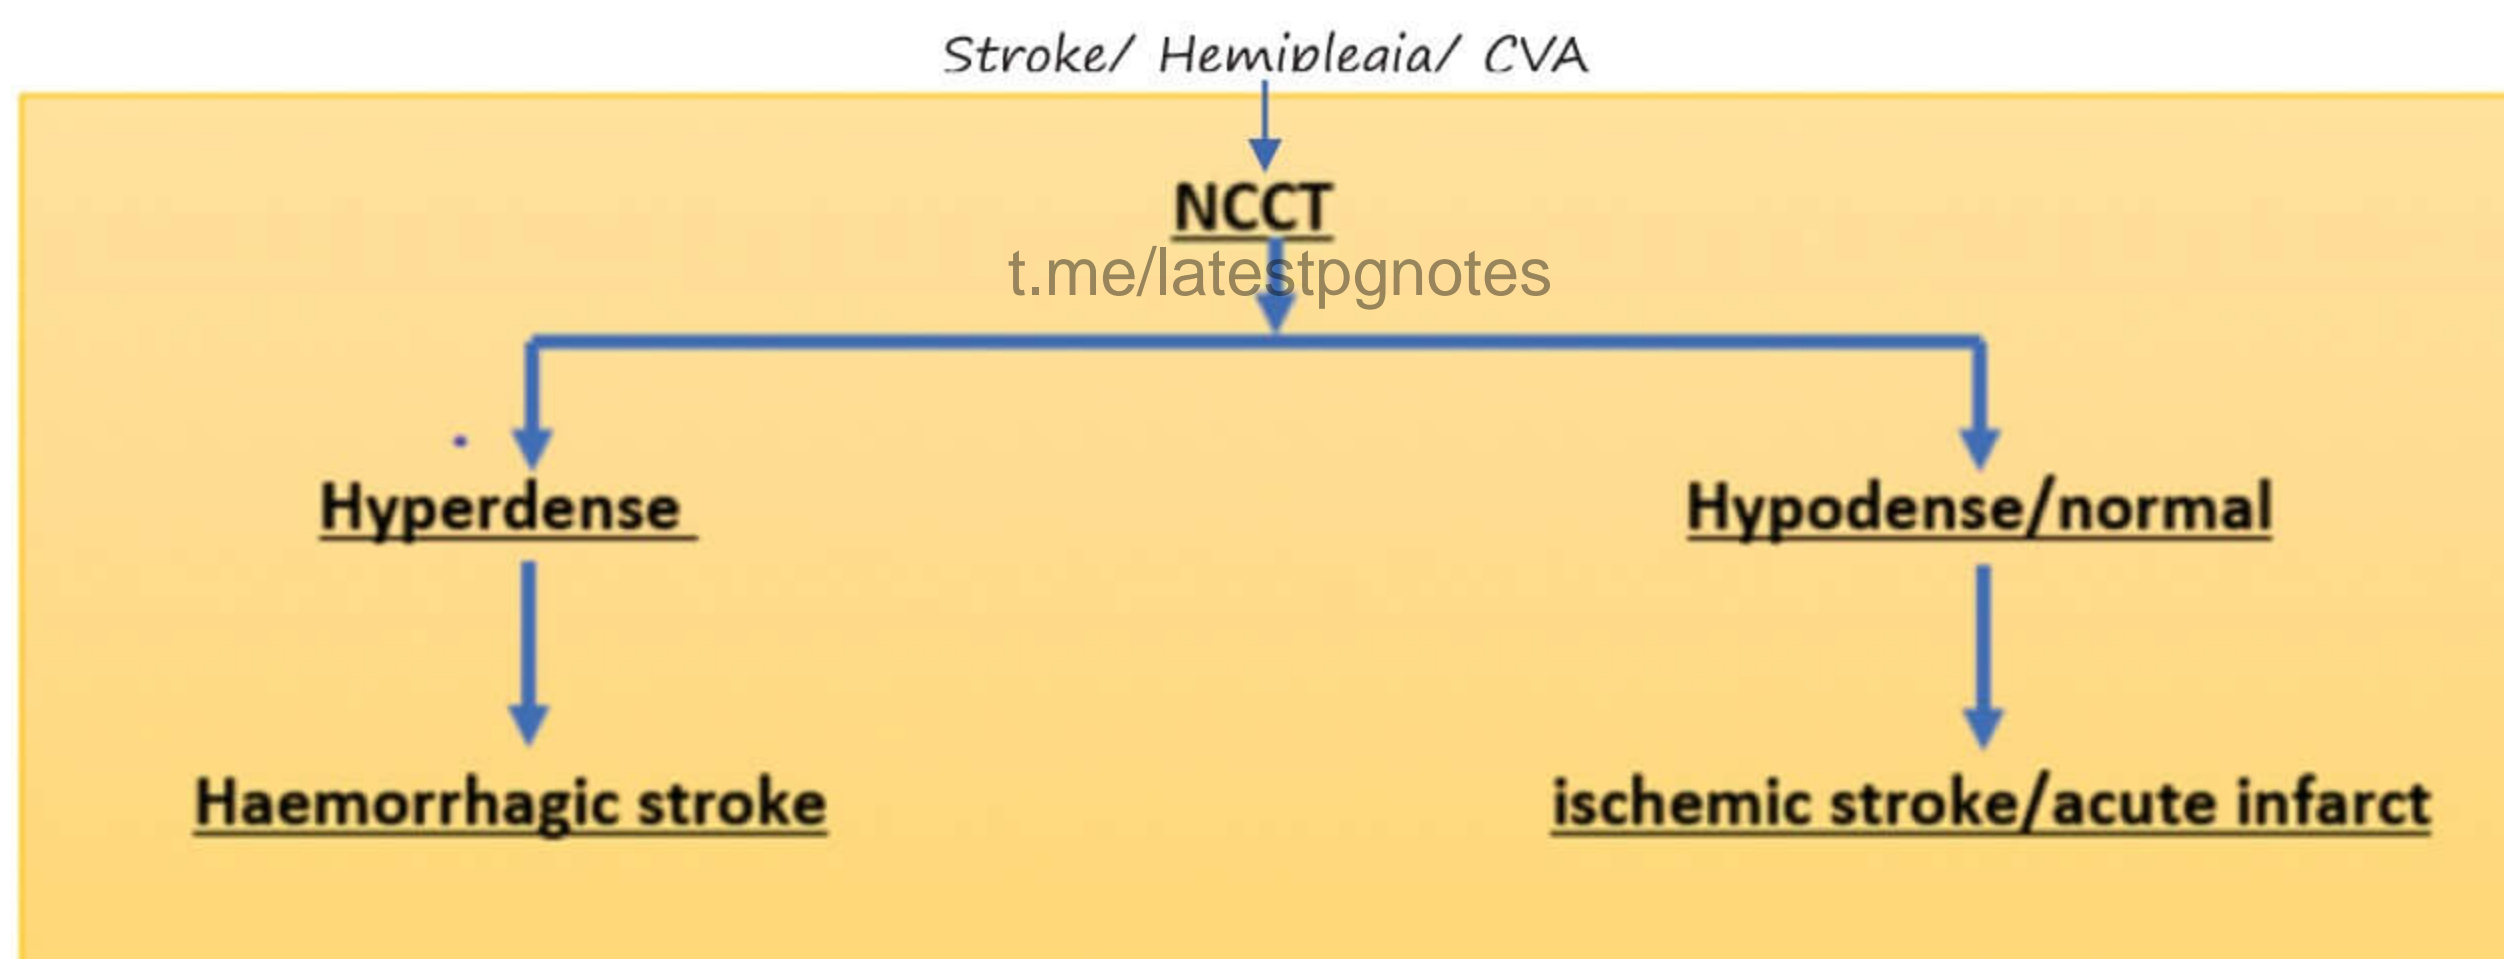 Stroke/ Hemiplegia/ CVA
NCCT
t.me/latestpgnotes
Hyperdense
Hypodense/normal
Haemorrhagic stroke
ischemic stroke/acute infarct